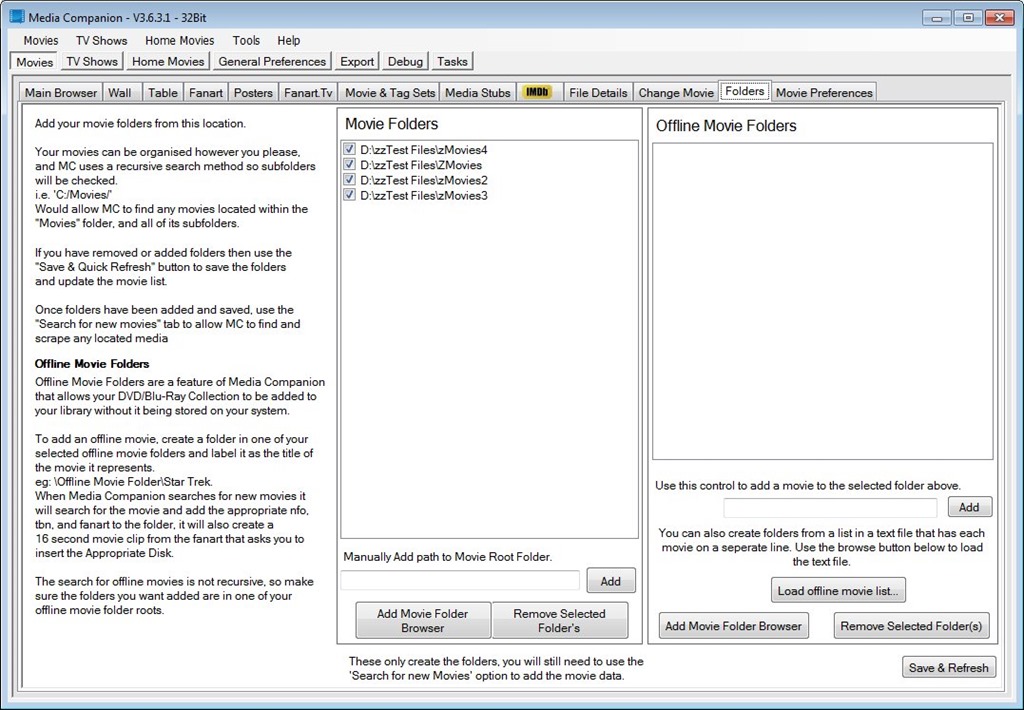 Media Companion - V3.6.3.1 - 32Bit
Movies TV Shows Home Movies Tools Help
Movies TV Shows Home Movies General Preferences Export Debug Tasks
Main Browser Wall Table Fanart Posters Fanart.Tv Movie & Tag Sets Media Stubs IMDb File Details Change Movie Folders Movie Preferences
Add your movie folders from this location.
Your movies can be organised however you please,
and MC uses a recursive search method so subfolders
will be checked.
i.e. 'C:/Movies/'
Would allow MC to find any movies located within the
"Movies" folder, and all of its subfolders.
If you have removed or added folders then use the
"Save & Quick Refresh" button to save the folders
and update the movie list.
Once folders have been added and saved, use the
"Search for new movies" tab to allow MC to find and
scrape any located media
Offline Movie Folders
Offline Movie Folders are a feature of Media Companion
that allows your DVD/Blu-Ray Collection to be added to
your library without it being stored on your system.
To add an offline movie, create a folder in one of your
selected offline movie folders and label it as the title of
the movie it represents.
eg: \Offline Movie Folder\Star Trek.
When Media Companion searches for new movies it
will search for the movie and add the appropriate nfo,
tbn, and fanart to the folder, it will also create a
16 second movie clip from the fanart that asks you to
insert the Appropriate Disk.
The search for offline movies is not recursive, so make
sure the folders you want added are in one of your
offline movie folder roots.
Movie Folders
D:\zzTest Files\zMovies4
D:\zzTest Files\ZMovies
D:\zzTest Files\zMovies2
D:\zzTest Files\zMovies3
Manually Add path to Movie Root Folder.
Add
Add Movie Folder
Browser
Remove Selected
Folder's
These only create the folders, you will still need to use the
'Search for new Movies' option to add the movie data.
Offline Movie Folders
Use this control to add a movie to the selected folder above.
Add
You can also create folders from a list in a text file that has each
movie on a seperate line. Use the browse button below to load
the text file.
Load offline movie list...
Add Movie Folder Browser
Remove Selected Folder(s)
Save & Refresh